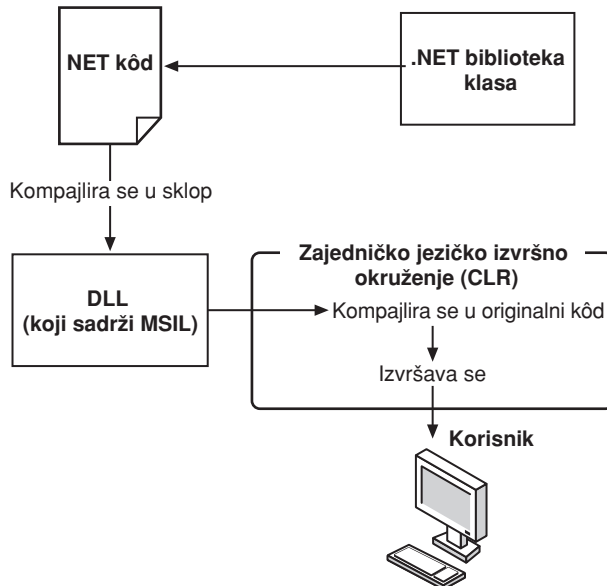 NET kôd
.NET biblioteka
klasa
Kompajlira se u sklop
DLL
(koji sadrži MSIL)
Zajedničko jezičko izvršno
okruženje (CLR)
Kompajlira se u originalni kôd
Izvršava se
Korisnik